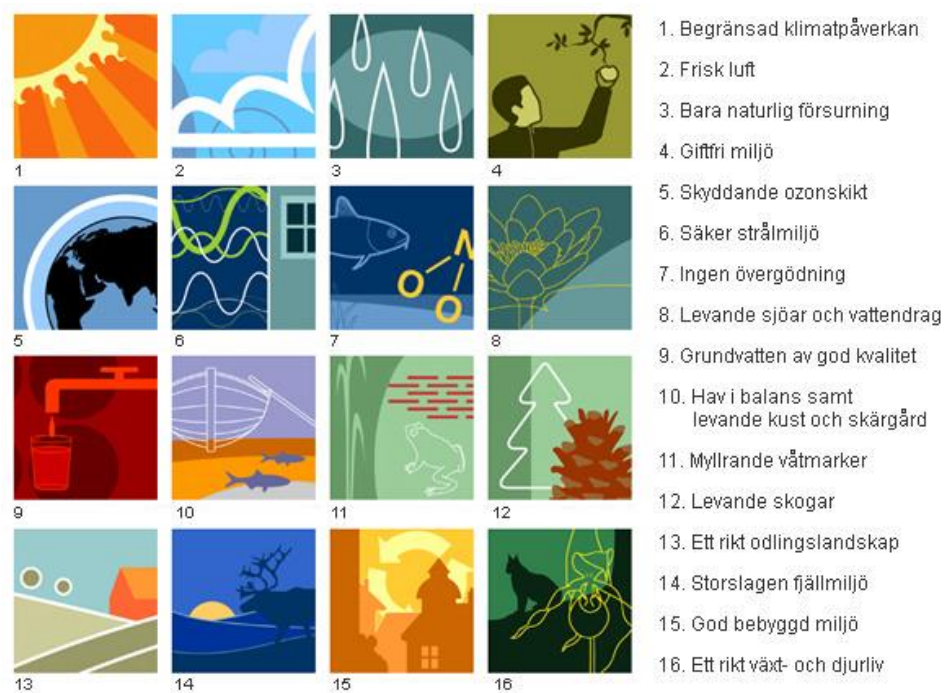 1
2
3
4
5
6
7
O
N
O
8
9
10
11
12
13
14
15
16
1. Begränsad klimatpåverkan
2. Frisk luft
3. Bara naturlig försurning
4. Giftfri miljö
5. Skyddande ozonskikt
6. Säker strålmiljö
7. Ingen övergödning
8. Levande sjöar och vattendrag
9. Grundvatten av god kvalitet
10. Hav i balans samt
levande kust och skärgård
11. Myllrande våtmarker
12. Levande skogar
13. Ett rikt odlingslandskap
14. Storslagen fjällmiljö
15. God bebyggd miljö
16. Ett rikt växt- och djurliv